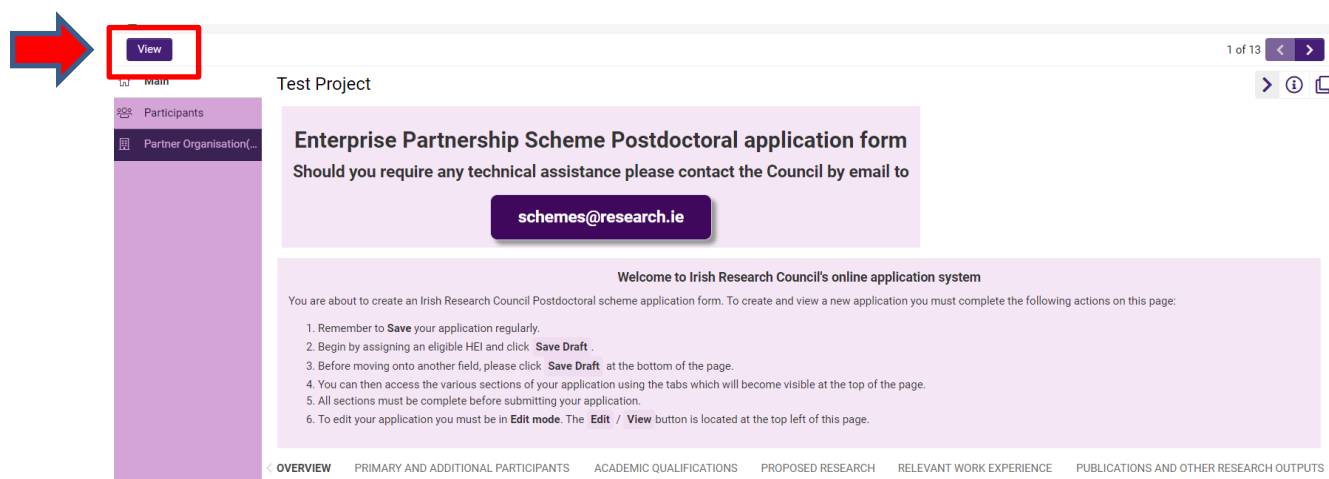 View
1 of 13
Main
Test Project
Participants
Partner Organisation(...
Enterprise Partnership Scheme Postdoctoral application form
Should you require any technical assistance please contact the Council by email to
schemes@research.ie
Welcome to Irish Research Council's online application system
You are about to create an Irish Research Council Postdoctoral scheme application form. To create and view a new application you must complete the following actions on this page:
1. Remember to Save your application regularly.
2. Begin by assigning an eligible HEI and click Save Draft .
3. Before moving onto another field, please click Save Draft at the bottom of the page.
4. You can then access the various sections of your application using the tabs which will become visible at the top of the page.
5. All sections must be complete before submitting your application.
6. To edit your application you must be in Edit mode. The Edit / View button is located at the top left of this page.
OVERVIEW PRIMARY AND ADDITIONAL PARTICIPANTS ACADEMIC QUALIFICATIONS PROPOSED RESEARCH RELEVANT WORK EXPERIENCE PUBLICATIONS AND OTHER RESEARCH OUTPUTS